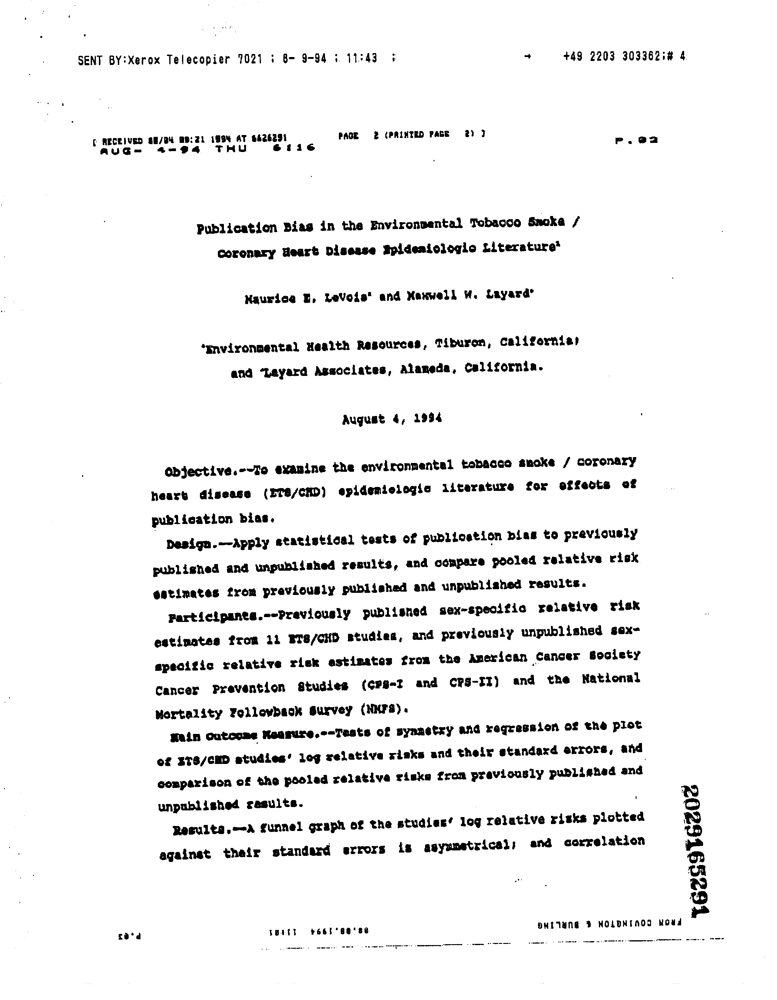 SENT BY:Xerox Telecopier 7021 ; 8- 9-94 ; 11:43 ; → +49 2203 303362;# 4
[ RECEIVED 08/04 09:21 1994 AT 6626291 PAGE 2 (PRINTED PAGE 2) ]
AUG- 4-94 THU 6:16 P.02
Publication Bias in the Environmental Tobacco Smoke /
Coronary Heart Disease Epidemiologic Literature¹
Maurice E. LeVois and Maxwell W. Layard
Environmental Health Resources, Tiburon, California;
and Layard Associates, Alameda, California.
August 4, 1994
Objective.--To examine the environmental tobacco smoke / coronary
heart disease (ETS/CHD) epidemiologic literature for effects of
publication bias.
Design.--Apply statistical tests of publication bias to previously
published and unpublished results, and compare pooled relative risk
estimates from previously published and unpublished results.
Participants.--Previously published sex-specific relative risk
estimates from 11 ETS/CHD studies, and previously unpublished sex-
specific relative risk estimates from the American Cancer Society
Cancer Prevention Studies (CPS-I and CPS-II) and the National
Mortality Followback Survey (NMFS).
Main Outcome Measure.--Tests of symmetry and regression of the plot
of ETS/CHD studies' log relative risks and their standard errors, and
comparison of the pooled relative risks from previously published and
unpublished results.
Results.--A funnel graph of the studies' log relative risks plotted
against their standard errors is asymmetrical; and correlation
2029165291
FROM COVINGTON & BURLING 08.08.1994 11:01 P.03